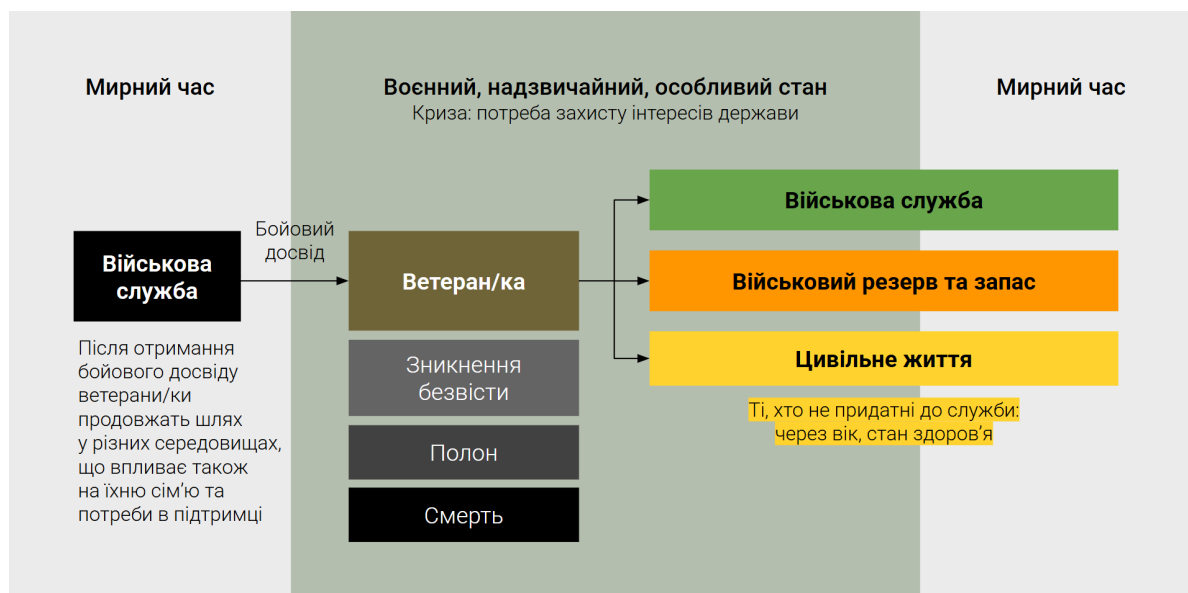 Мирний час
Воєнний, надзвичайний, особливий стан
Криза: потреба захисту інтересів держави
Мирний час
Військова
служба
Бойовий
досвід
Ветеран/ка
Військова служба
Військовий резерв та запас
Цивільне життя
Ті, хто не придатні до служби:
через вік, стан здоров’я
Зникнення
безвісти
Полон
Смерть
Після отримання
бойового досвіду
ветерани/ки
продовжать шлях
у різних середовищах,
що впливає також
на їхню сім’ю та
потреби в підтримці